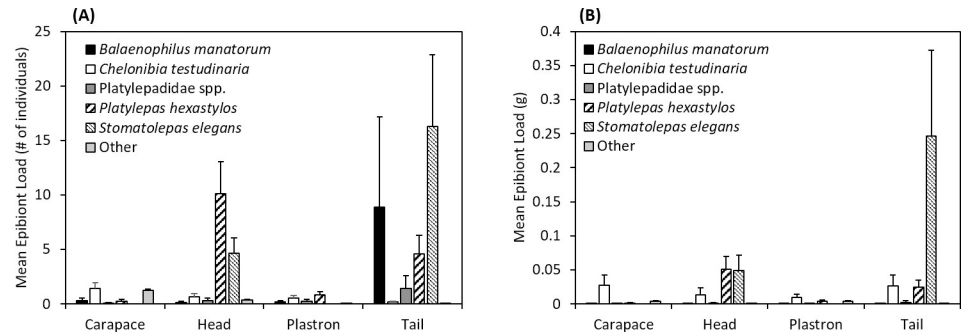 (A)
Mean Epibiont Load (# of individuals)
25
20
15
10
5
0
Balaenophilus manatorum
Chelonibia testudinaria
Platylepadidae spp.
Platylepas hexastylos
Stomatolepas elegans
Other
Carapace Head Plastron Tail
(B)
Mean Epibiont Load (g)
0.4
0.35
0.3
0.25
0.2
0.15
0.1
0.05
0
Balaenophilus manatorum
Chelonibia testudinaria
Platylepadidae spp.
Platylepas hexastylos
Stomatolepas elegans
Other
Carapace Head Plastron Tail